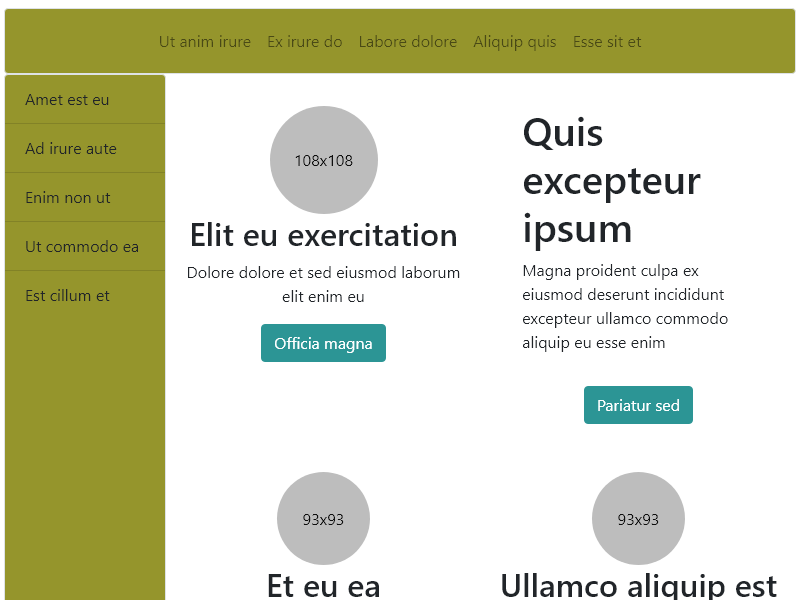 Ut anim irure Ex irure do Labore dolore Aliquip quis Esse sit et
Amet est eu
Ad irure aute
Enim non ut
Ut commodo ea
Est cillum et
108x108
Elit eu exercitation
Dolore dolore et sed eiusmod laborum
elit enim eu
Officia magna
Quis
excepteur
ipsum
Magna proident culpa ex
eiusmod deserunt incididunt
excepteur ullamco commodo
aliquip eu esse enim
Pariatur sed
93x93
Et eu ea
93x93
Ullamco aliquip est